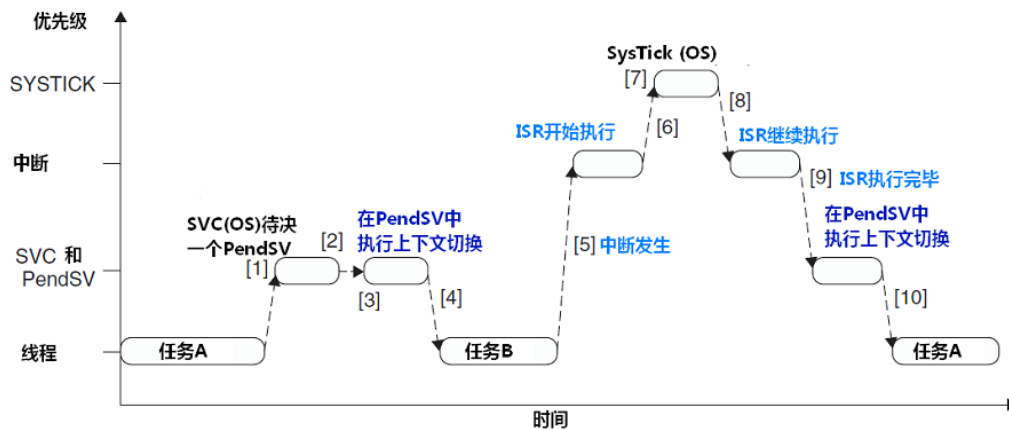 优先级
SysTick (OS)
SYSTICK
[7]
[8]
ISR开始执行
[6]
ISR继续执行
中断
[9] ISR执行完毕
SVC(OS)待决
一个PendSV
[2]
在PendSV中
执行上下文切换
在PendSV中
执行上下文切换
[5] 中断发生
SVC 和
PendSV
[1]
[3]
[4]
[10]
线程
任务A
任务B
任务A
时间